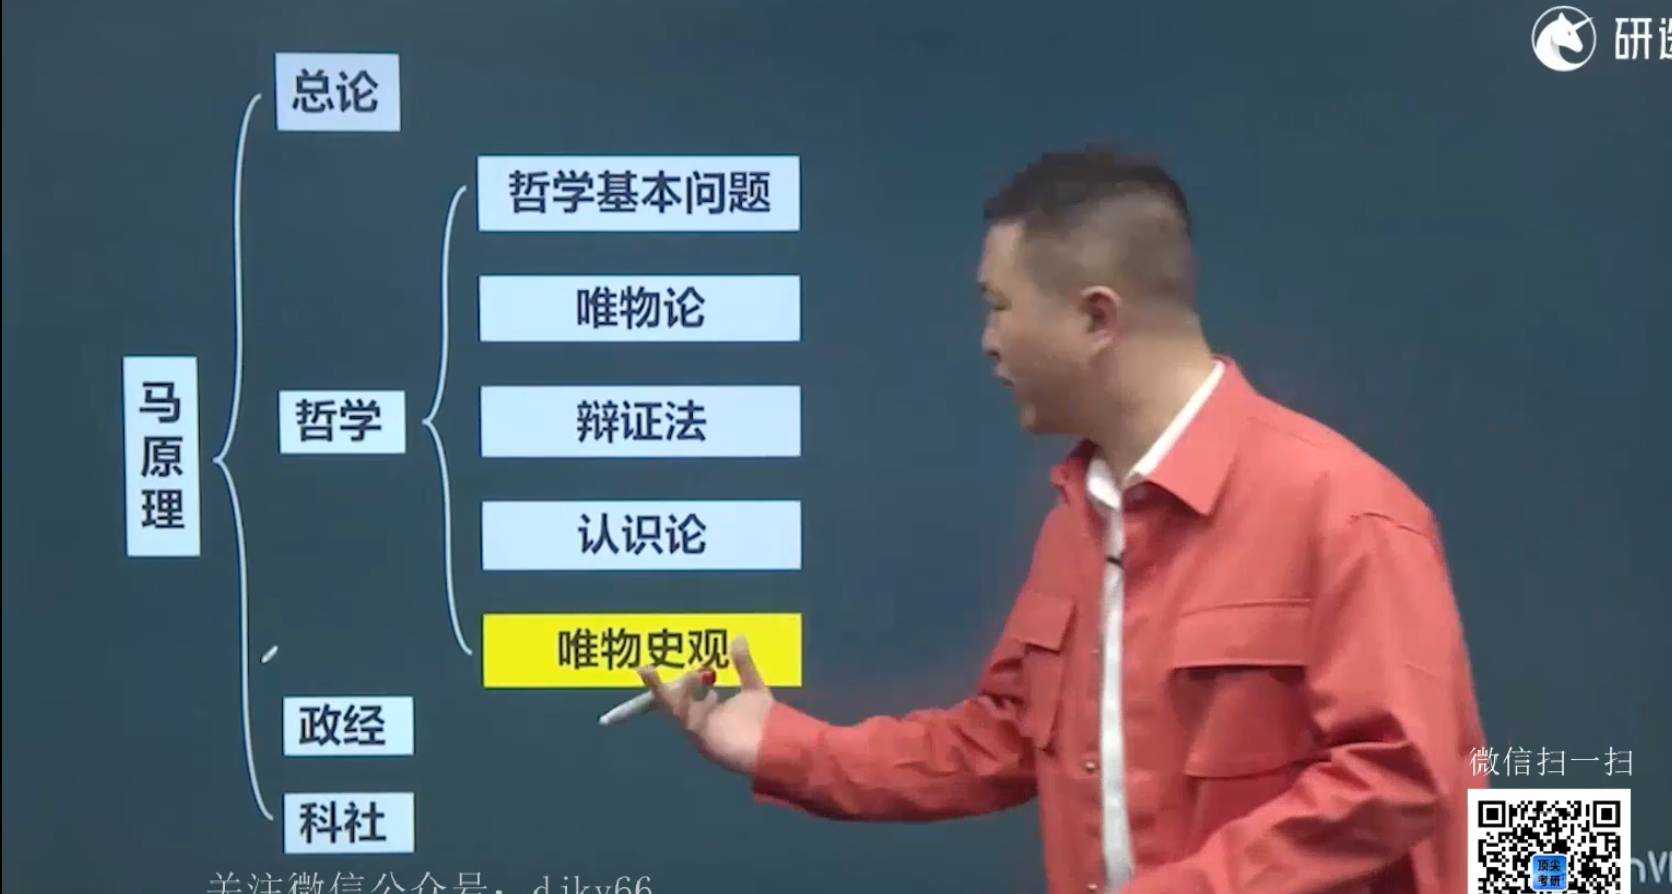 研
总论
哲学基本问题
唯物论
马原理
哲学
辩证法
认识论
唯物史观
政经
科社
微信扫一扫
顶尖
考研
关注微信公众号：djky66